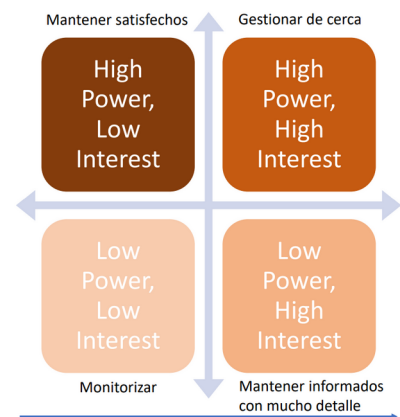 Mantener satisfechos
Gestionar de cerca
High
Power,
Low
Interest
High
Power,
High
Interest
Low
Power,
Low
Interest
Low
Power,
High
Interest
Monitorizar
Mantener informados
con mucho detalle